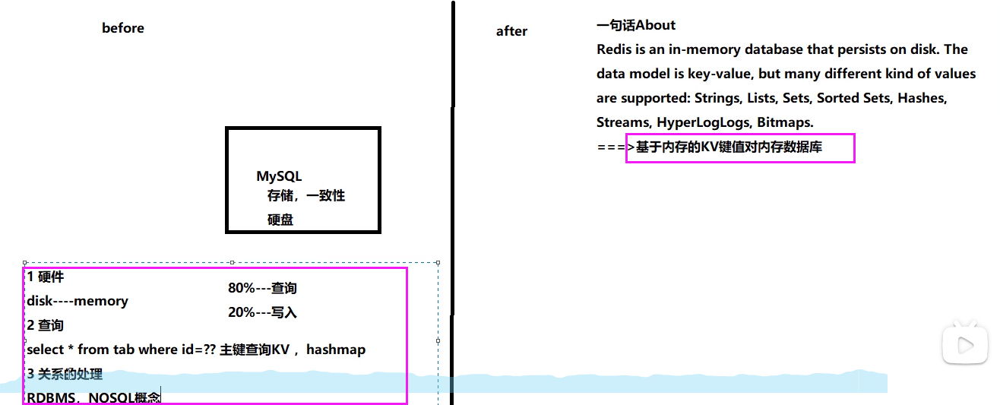 before
MySQL
存储，一致性
硬盘
1 硬件
disk----memory
80%---查询
20%---写入
2 查询
select * from tab where id=?? 主键查询KV ，hashmap
3 关系的处理
RDBMS，NOSQL概念
after
一句话About
Redis is an in-memory database that persists on disk. The
data model is key-value, but many different kind of values
are supported: Strings, Lists, Sets, Sorted Sets, Hashes,
Streams, HyperLogLogs, Bitmaps.
====>基于内存的KV键值对内存数据库